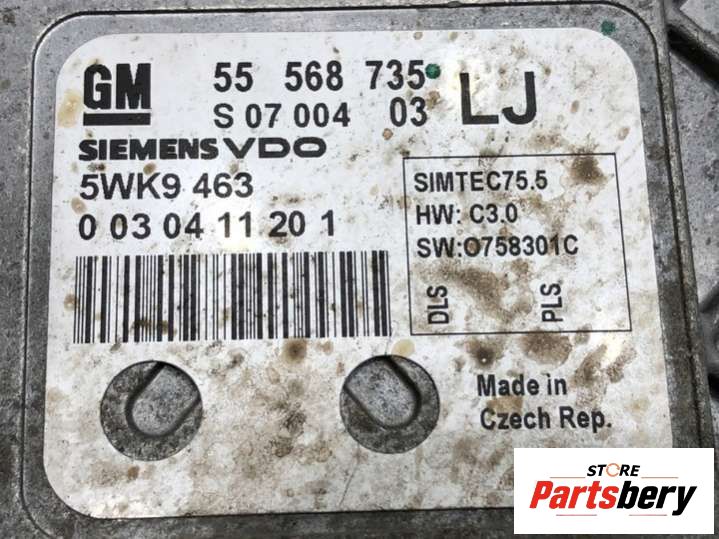 GM 55 568 735 LJ
S 07 004 03
SIEMENS VDO
5WK9 463
0 03 04 11 20 1
SIMTEC75.5
HW: C3.0
SW:O758301C
DLS PLS
Made in
Czech Rep.
STORE
Partsbery